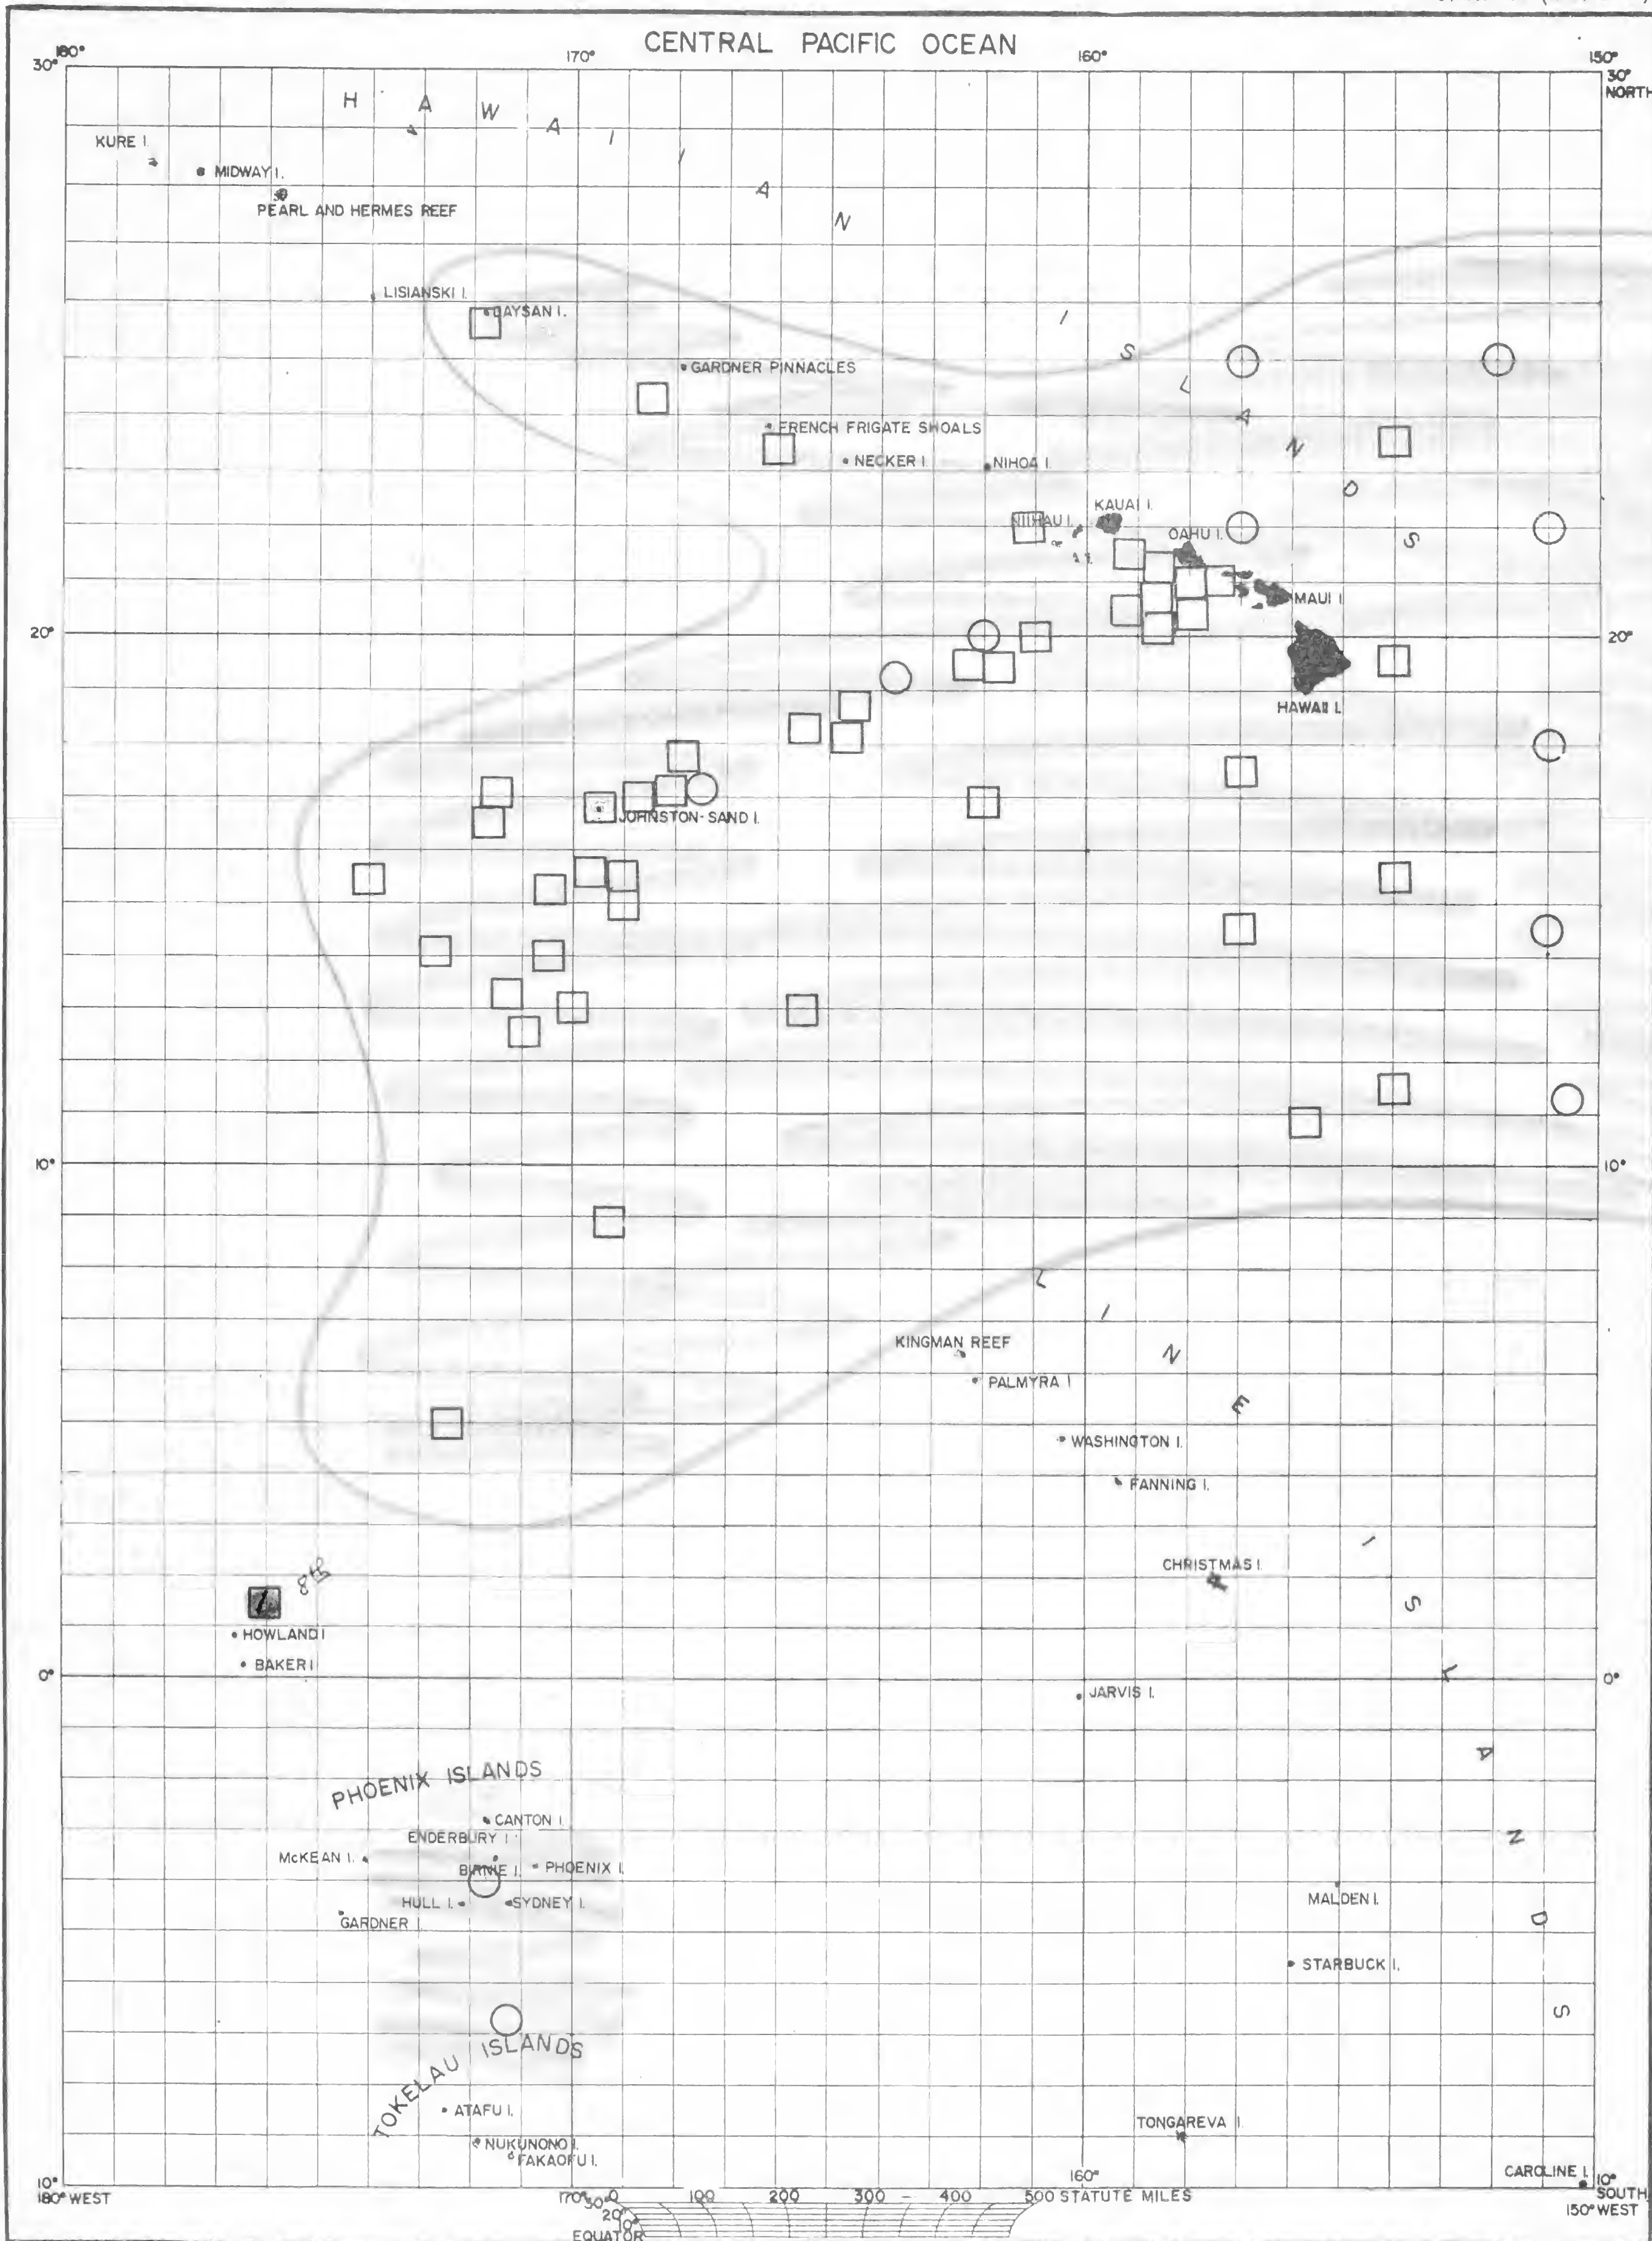 CENTRAL PACIFIC OCEAN
180° 170° 160° 150°
30° 30°
NORTH
H A W A I I A N I S L A N D S
KURE I.
MIDWAY I.
PEARL AND HERMES REEF
LISIANSKI I.
LAYSAN I.
GARDNER PINNACLES
FRENCH FRIGATE SHOALS
NECKER I.
NIHOA I.
KAUAI I.
NIIHAU I.
OAHU I.
MAUI I.
20° 20°
HAWAII I.
JOHNSTON-SAND I.
10° 10°
L I N E I S L A N D S
KINGMAN REEF
PALMYRA I
WASHINGTON I.
FANNING I.
CHRISTMAS I.
8th
1
HOWLAND I
BAKER I
0° 0°
JARVIS I.
PHOENIX ISLANDS
CANTON I.
ENDERBURY I
McKEAN I.
BIRNIE I.
PHOENIX I.
HULL I.
SYDNEY I.
GARDNER I.
MALDEN I.
STARBUCK I.
TOKELAU ISLANDS
ATAFU I.
NUKUNONO I.
FAKAOFU I.
TONGAREVA I.
CAROLINE I.
10° 160° 10°
SOUTH
180° WEST 170° 150° WEST
30° 0 100 200 300 400 500 STATUTE MILES
20°
10°
EQUATOR